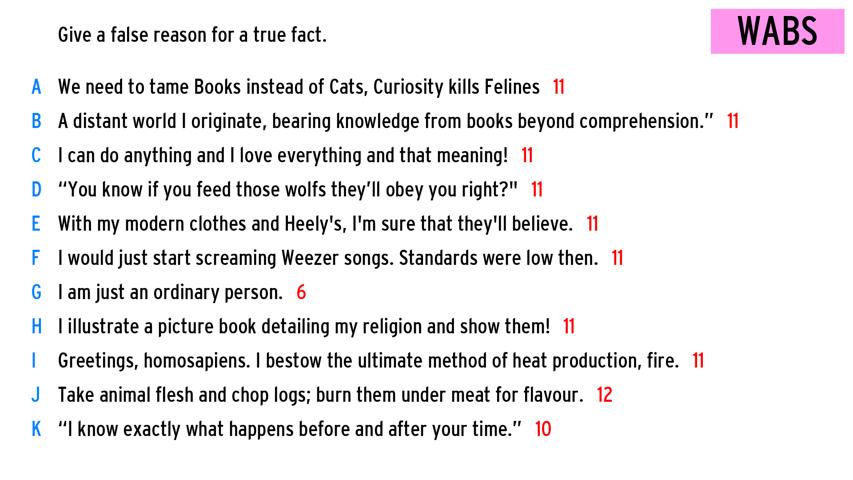 WABS
Give a false reason for a true fact.
A We need to tame Books instead of Cats, Curiosity kills Felines 11
B A distant world I originate, bearing knowledge from books beyond comprehension.” 11
C I can do anything and I love everything and that meaning! 11
D “You know if you feed those wolfs they’ll obey you right?" 11
E With my modern clothes and Heely's, I'm sure that they'll believe. 11
F I would just start screaming Weezer songs. Standards were low then. 11
G I am just an ordinary person. 6
H I illustrate a picture book detailing my religion and show them! 11
I Greetings, homosapiens. I bestow the ultimate method of heat production, fire. 11
J Take animal flesh and chop logs; burn them under meat for flavour. 12
K “I know exactly what happens before and after your time.” 10